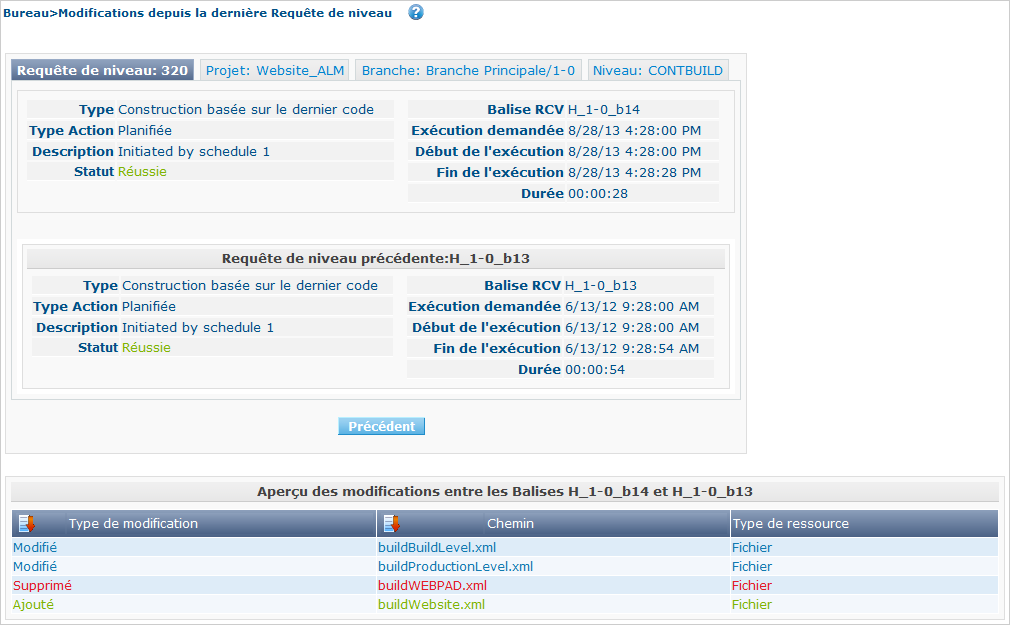 Bureau>Modifications depuis la dernière Requête de niveau ?
Requête de niveau: 320 Projet: Website_ALM Branche: Branche Principale/1-0 Niveau: CONTBUILD
Type Construction basée sur le dernier code
Type Action Planifiée
Description Initiated by schedule 1
Statut Réussie
Balise RCV H_1-0_b14
Exécution demandée 8/28/13 4:28:00 PM
Début de l'exécution 8/28/13 4:28:00 PM
Fin de l'exécution 8/28/13 4:28:28 PM
Durée 00:00:28
Requête de niveau précédente:H_1-0_b13
Type Construction basée sur le dernier code
Type Action Planifiée
Description Initiated by schedule 1
Statut Réussie
Balise RCV H_1-0_b13
Exécution demandée 6/13/12 9:28:00 AM
Début de l'exécution 6/13/12 9:28:00 AM
Fin de l'exécution 6/13/12 9:28:54 AM
Durée 00:00:54
Précédent
Aperçu des modifications entre les Balises H_1-0_b14 et H_1-0_b13
Type de modification Chemin Type de ressource
Modifié buildBuildLevel.xml Fichier
Modifié buildProductionLevel.xml Fichier
Supprimé buildWEBPAD.xml Fichier
Ajouté buildWebsite.xml Fichier